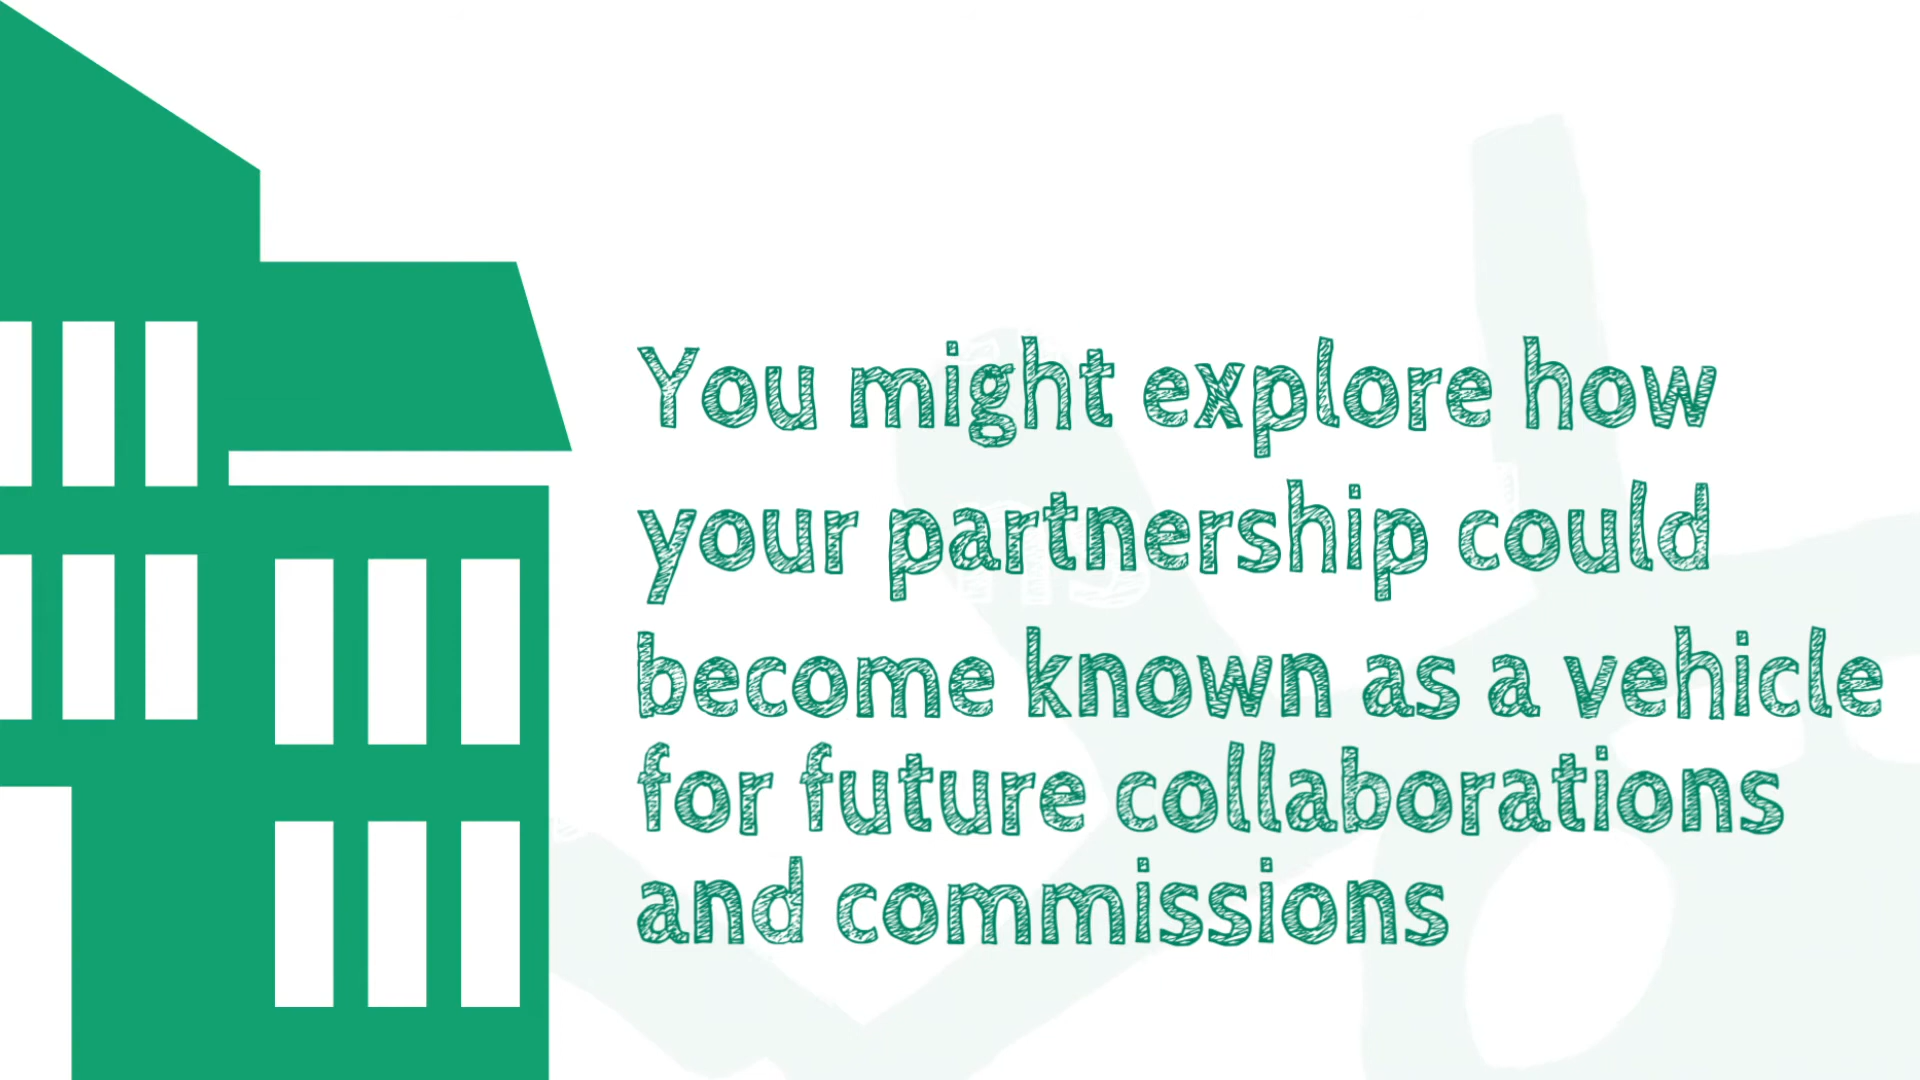 You might explore how
your partnership could
become known as a vehicle
for future collaborations
and commissions